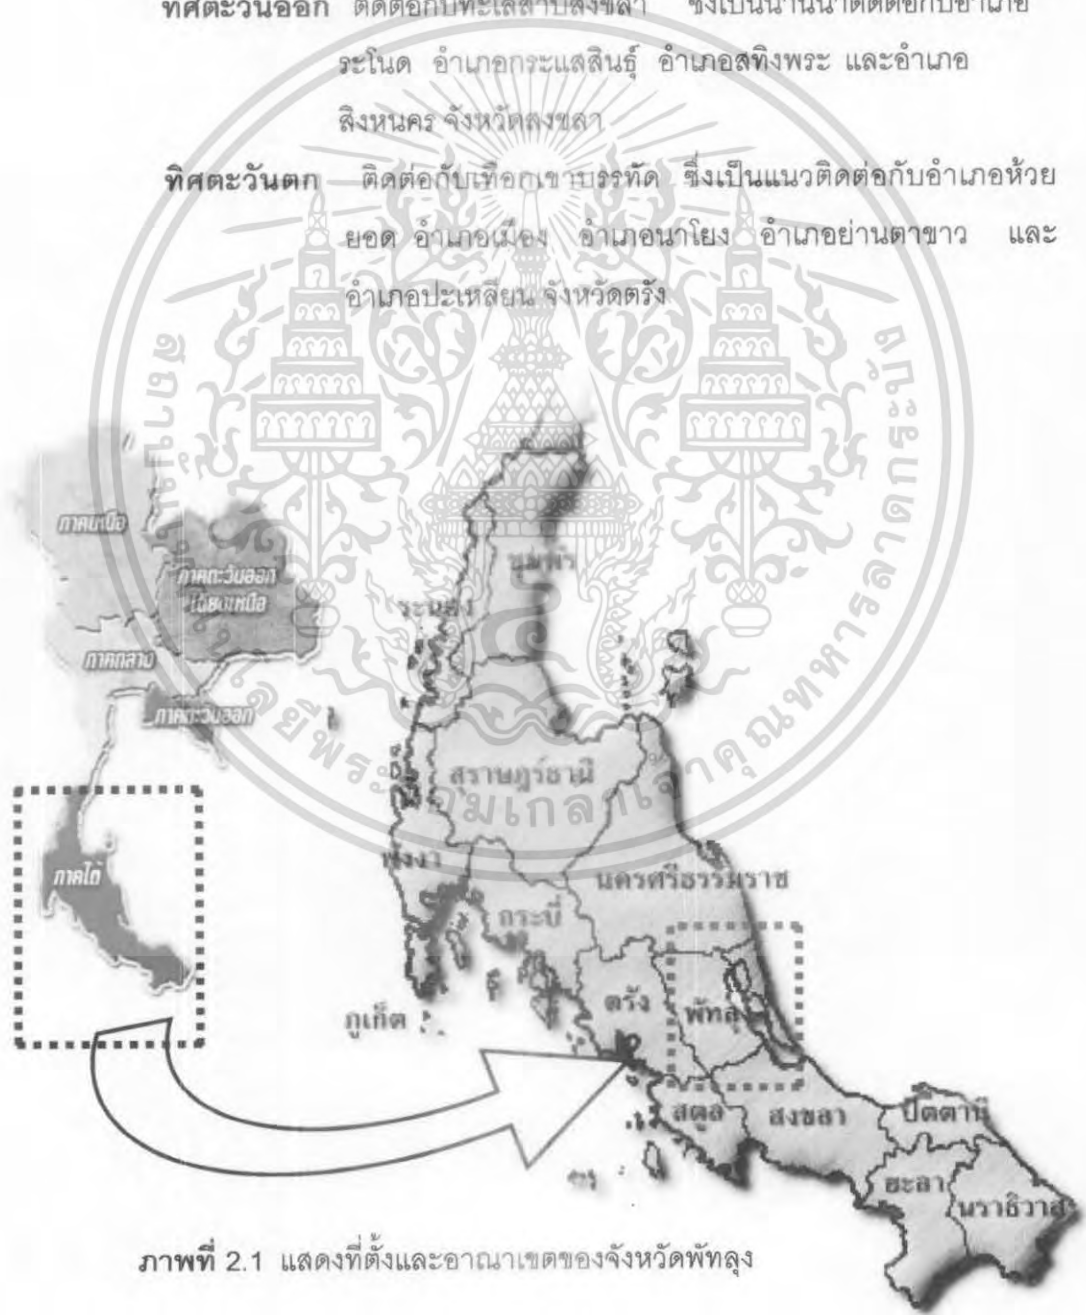 ทิศตะวันออก ติดต่อกับทะเลสาบสงขลา ซึ่งเป็นน่านน้ำติดต่อกับอำเภอ
ระโนด อำเภอกระแสสินธุ์ อำเภอสทิงพระ และอำเภอ
สิงหนคร จังหวัดสงขลา
ทิศตะวันตก ติดต่อกับเทือกเขาบรรทัด ซึ่งเป็นแนวติดต่อกับอำเภอห้วย
ยอด อำเภอเมือง อำเภอนาโยง อำเภอย่านตาขาว และ
อำเภอปะเหลียน จังหวัดตรัง
ภาคเหนือ
ภาคตะวันออก
เฉียงเหนือ
ภาคกลาง
ภาคตะวันออก
ภาคใต้
ชุมพร
ระนอง
สุราษฎร์ธานี
พังงา
นครศรีธรรมราช
กระบี่
ภูเก็ต
ตรัง
พัทลุง
สตูล
สงขลา
ปัตตานี
ยะลา
นราธิวาส
ภาพที่ 2.1 แสดงที่ตั้งและอาณาเขตของจังหวัดพัทลุง